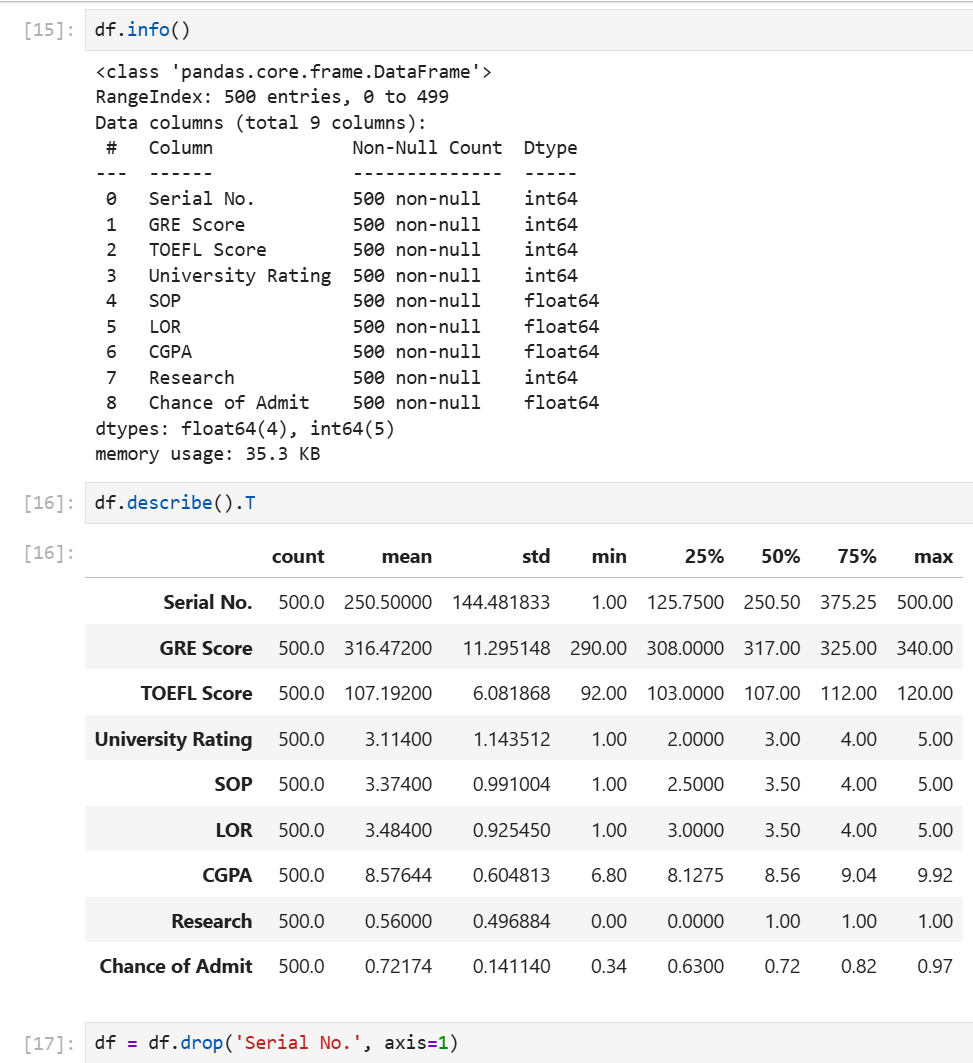 [15]: df.info()
<class 'pandas.core.frame.DataFrame'>
RangeIndex: 500 entries, 0 to 499
Data columns (total 9 columns):
 #   Column             Non-Null Count  Dtype
---  ------             --------------  -----
 0   Serial No.         500 non-null    int64
 1   GRE Score          500 non-null    int64
 2   TOEFL Score        500 non-null    int64
 3   University Rating  500 non-null    int64
 4   SOP                500 non-null    float64
 5   LOR                500 non-null    float64
 6   CGPA               500 non-null    float64
 7   Research           500 non-null    int64
 8   Chance of Admit    500 non-null    float64
dtypes: float64(4), int64(5)
memory usage: 35.3 KB
[16]: df.describe().T
[16]: count mean std min 25% 50% 75% max
Serial No. 500.0 250.50000 144.481833 1.00 125.7500 250.50 375.25 500.00
GRE Score 500.0 316.47200 11.295148 290.00 308.0000 317.00 325.00 340.00
TOEFL Score 500.0 107.19200 6.081868 92.00 103.0000 107.00 112.00 120.00
University Rating 500.0 3.11400 1.143512 1.00 2.0000 3.00 4.00 5.00
SOP 500.0 3.37400 0.991004 1.00 2.5000 3.50 4.00 5.00
LOR 500.0 3.48400 0.925450 1.00 3.0000 3.50 4.00 5.00
CGPA 500.0 8.57644 0.604813 6.80 8.1275 8.56 9.04 9.92
Research 500.0 0.56000 0.496884 0.00 0.0000 1.00 1.00 1.00
Chance of Admit 500.0 0.72174 0.141140 0.34 0.6300 0.72 0.82 0.97
[17]: df = df.drop('Serial No.', axis=1)